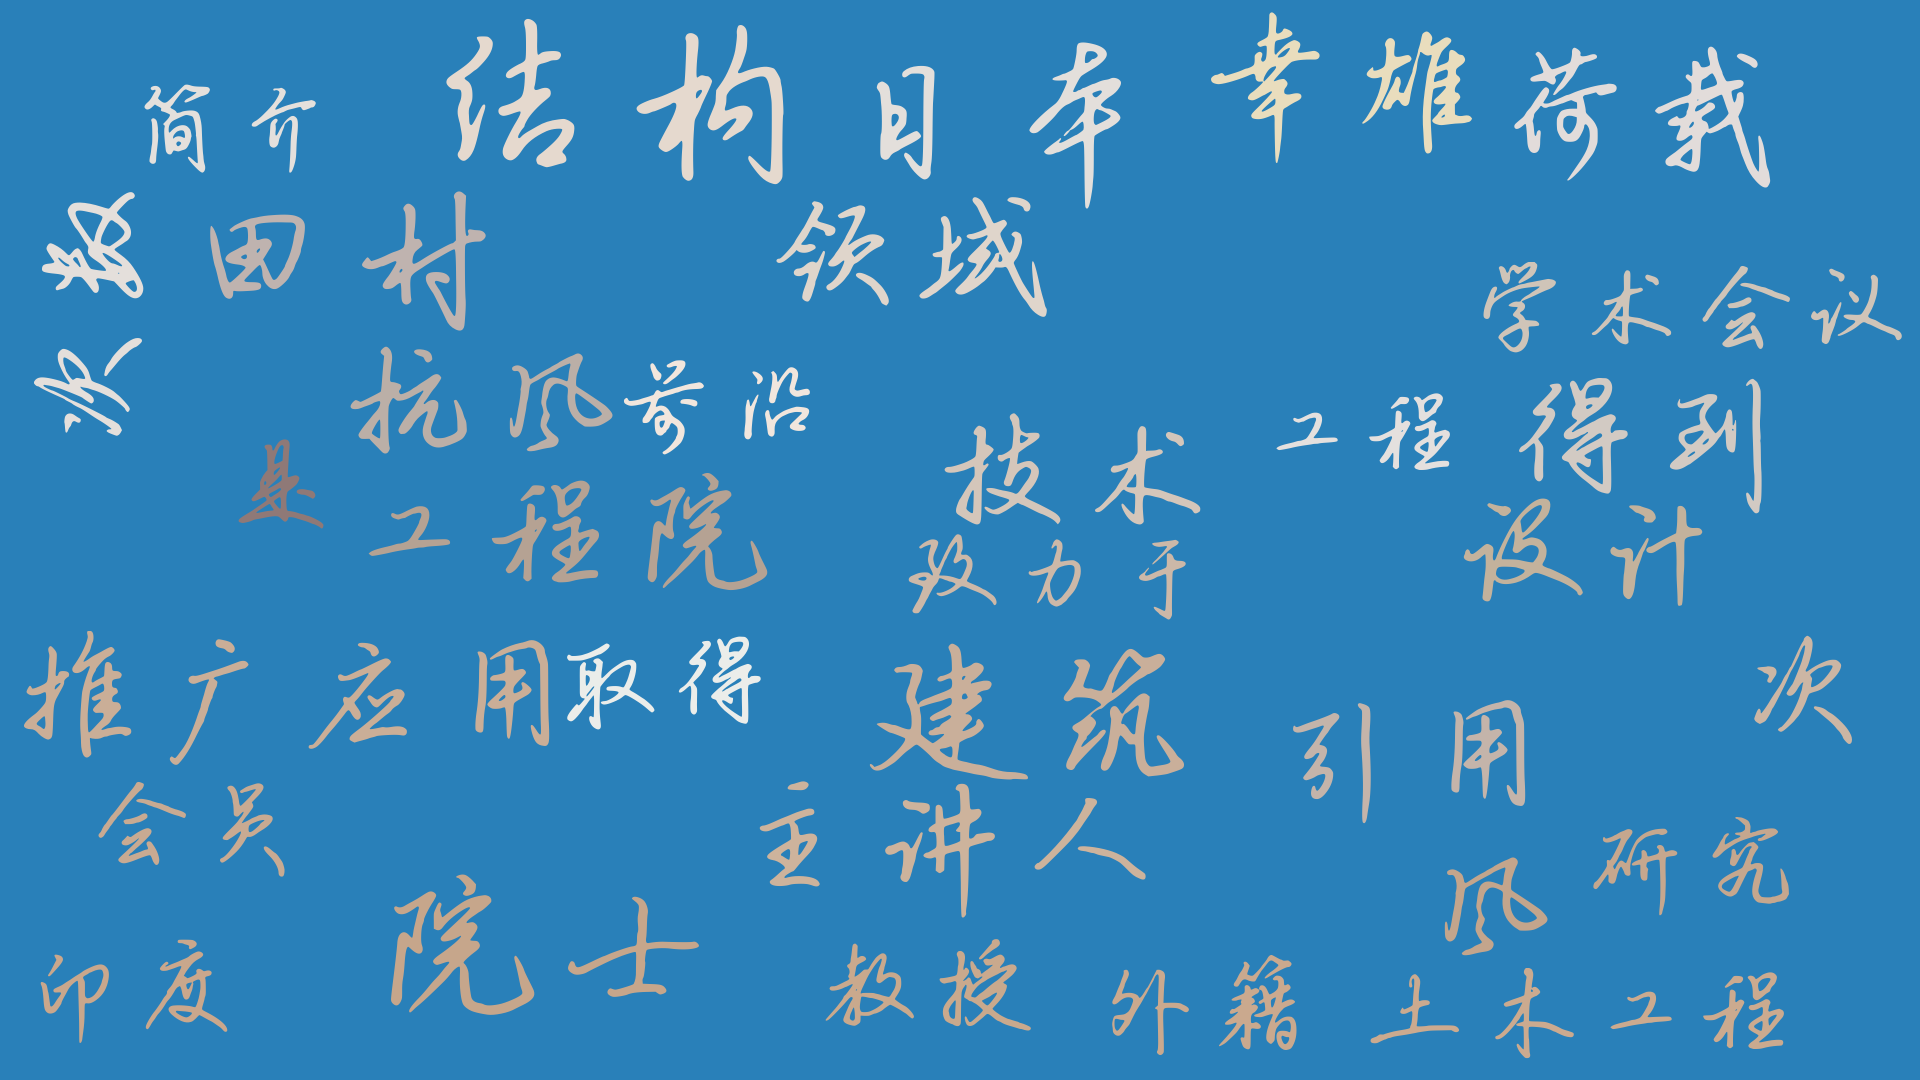 简介
结构
日本
幸雄
荷载
田村
领域
学术会议
抗风
前沿
工程
得到
技术
是
工程院
致力于
设计
推广应用
取得
建筑
引用
次
会员
主讲人
研究
风
院士
印度
教授
外籍
土木工程